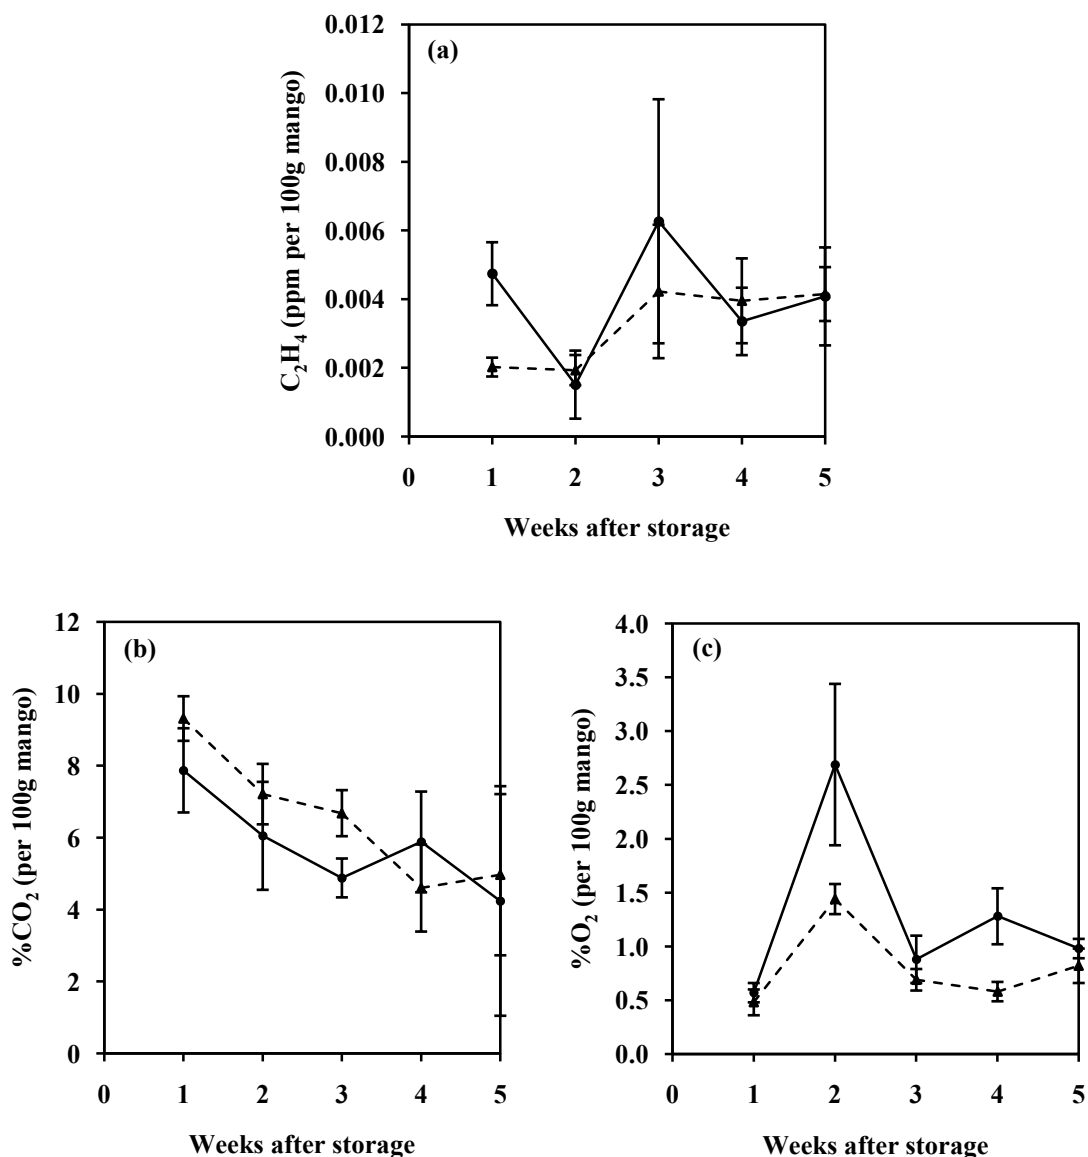 (a)
C₂H₄ (ppm per 100g mango)
0.012
0.010
0.008
0.006
0.004
0.002
0.000
0 1 2 3 4 5
Weeks after storage
(b)
%CO₂ (per 100g mango)
12
10
8
6
4
2
0
0 1 2 3 4 5
Weeks after storage
(c)
%O₂ (per 100g mango)
4.0
3.5
3.0
2.5
2.0
1.5
1.0
0.5
0.0
0 1 2 3 4 5
Weeks after storage